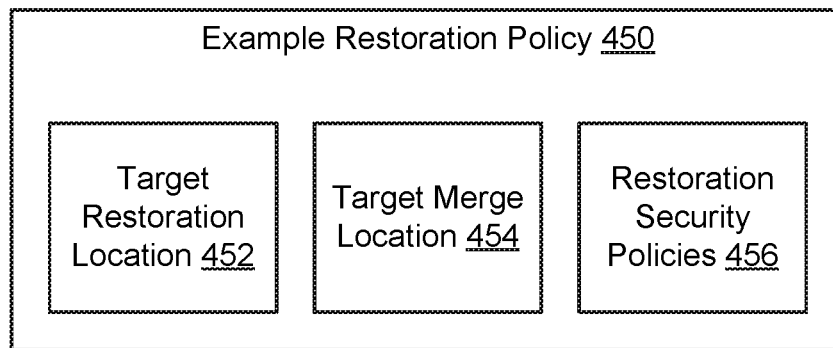 Example Restoration Policy 450
Target
Restoration
Location 452
Target Merge
Location 454
Restoration
Security
Policies 456